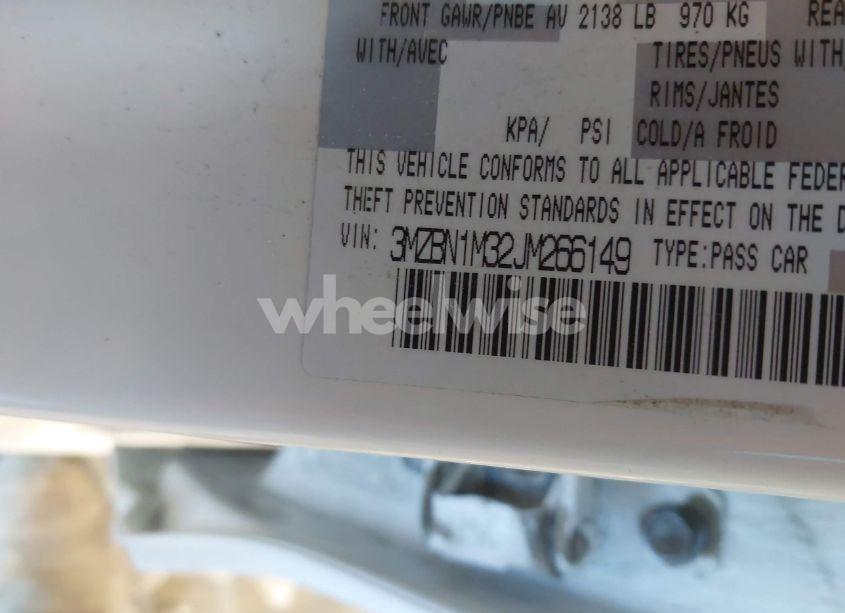 FRONT GAWR/PNBE AV 2138 LB 970 KG
WITH/AVEC TIRES/PNEUS WITH/
RIMS/JANTES
KPA/ PSI COLD/A FROID
THIS VEHICLE CONFORMS TO ALL APPLICABLE FEDER
THEFT PREVENTION STANDARDS IN EFFECT ON THE D
VIN: 3MZBN1M32JM266149 TYPE:PASS CAR
wheelwise